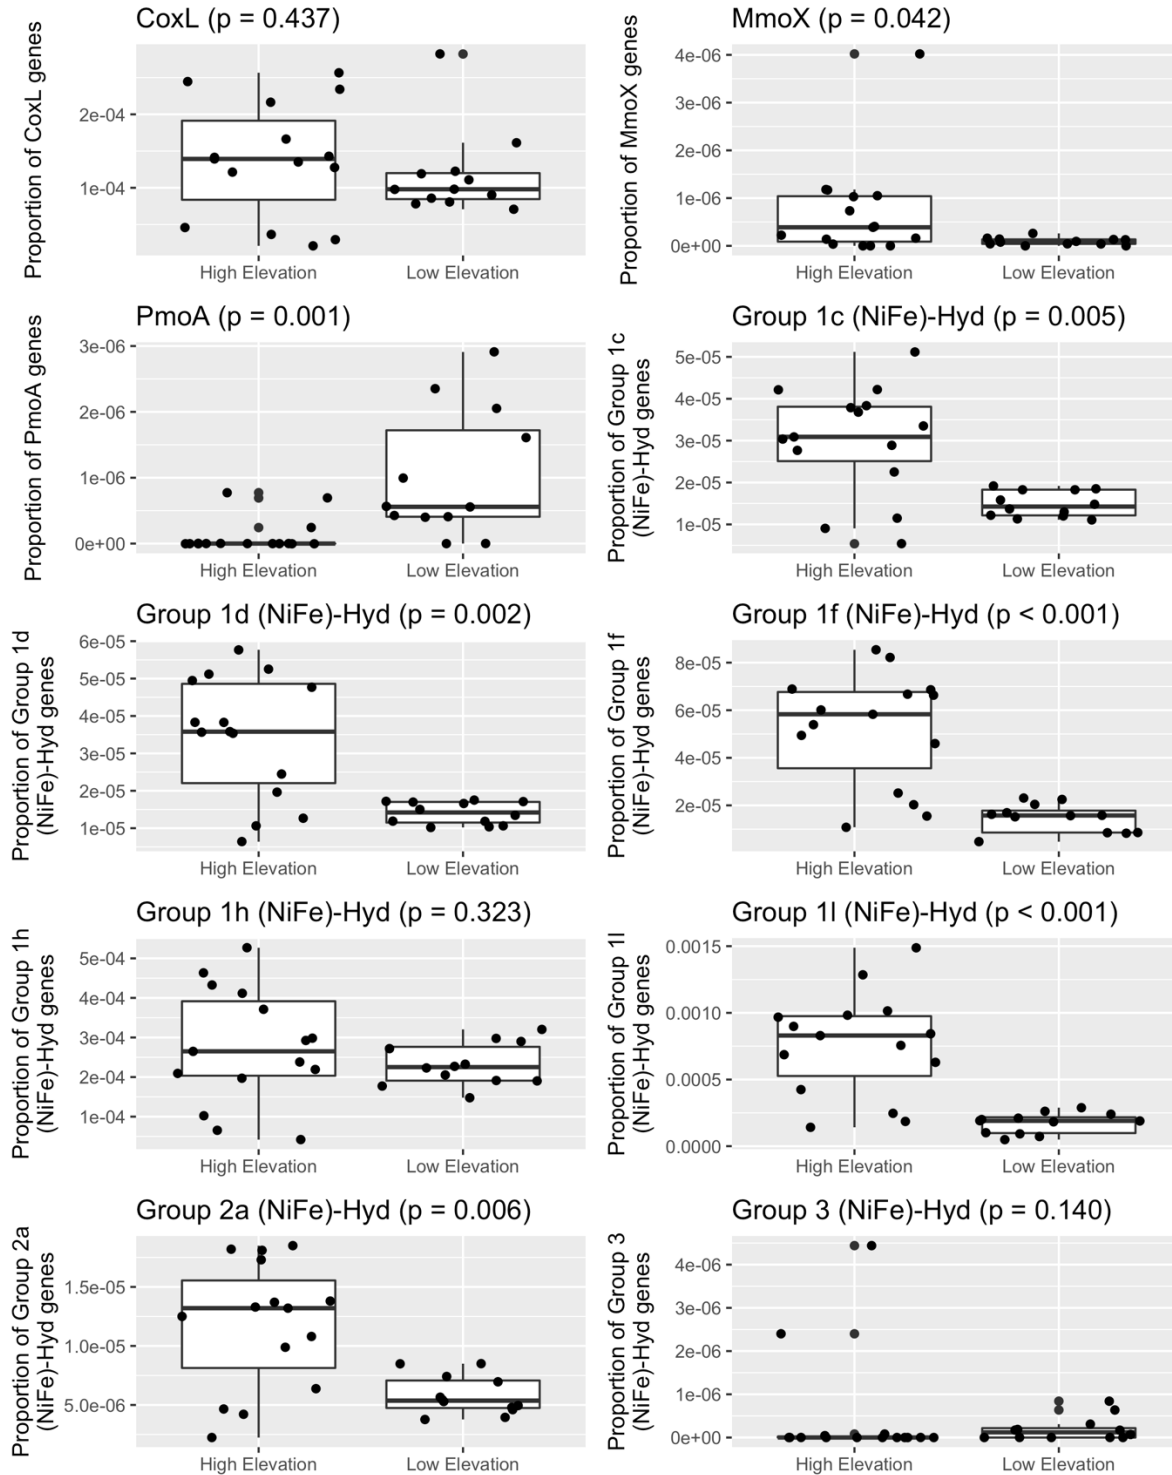 CoxL (p = 0.437)
Proportion of CoxL genes
2e-04
1e-04
High Elevation
Low Elevation
MmoX (p = 0.042)
Proportion of MmoX genes
4e-06
3e-06
2e-06
1e-06
0e+00
High Elevation
Low Elevation
PmoA (p = 0.001)
Proportion of PmoA genes
3e-06
2e-06
1e-06
0e+00
High Elevation
Low Elevation
Group 1c (NiFe)-Hyd (p = 0.005)
Proportion of Group 1c
(NiFe)-Hyd genes
5e-05
4e-05
3e-05
2e-05
1e-05
High Elevation
Low Elevation
Group 1d (NiFe)-Hyd (p = 0.002)
Proportion of Group 1d
(NiFe)-Hyd genes
6e-05
5e-05
4e-05
3e-05
2e-05
1e-05
High Elevation
Low Elevation
Group 1f (NiFe)-Hyd (p < 0.001)
Proportion of Group 1f
(NiFe)-Hyd genes
8e-05
6e-05
4e-05
2e-05
High Elevation
Low Elevation
Group 1h (NiFe)-Hyd (p = 0.323)
Proportion of Group 1h
(NiFe)-Hyd genes
5e-04
4e-04
3e-04
2e-04
1e-04
High Elevation
Low Elevation
Group 1l (NiFe)-Hyd (p < 0.001)
Proportion of Group 1l
(NiFe)-Hyd genes
0.0015
0.0010
0.0005
0.0000
High Elevation
Low Elevation
Group 2a (NiFe)-Hyd (p = 0.006)
Proportion of Group 2a
(NiFe)-Hyd genes
1.5e-05
1.0e-05
5.0e-06
High Elevation
Low Elevation
Group 3 (NiFe)-Hyd (p = 0.140)
Proportion of Group 3
(NiFe)-Hyd genes
4e-06
3e-06
2e-06
1e-06
0e+00
High Elevation
Low Elevation